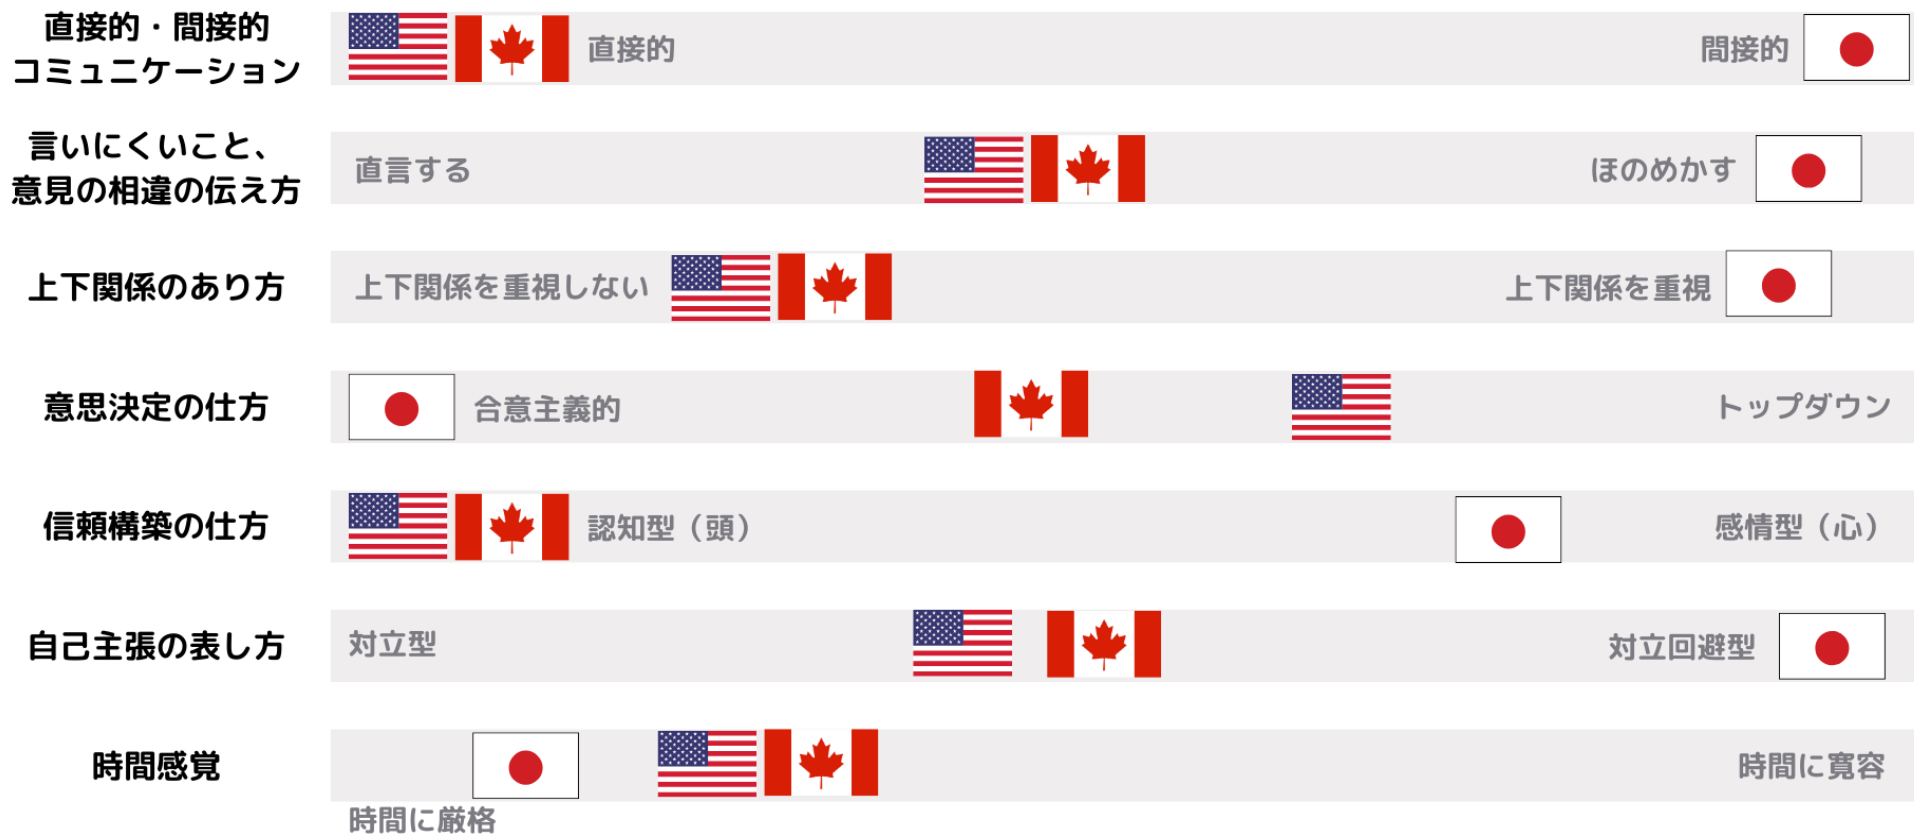 直接的・間接的
コミュニケーション
直接的
間接的
言いにくいこと、
意見の相違の伝え方
直言する
ほのめかす
上下関係のあり方
上下関係を重視しない
上下関係を重視
意思決定の仕方
合意主義的
トップダウン
信頼構築の仕方
認知型（頭）
感情型（心）
自己主張の表し方
対立型
対立回避型
時間感覚
時間に寛容
時間に厳格